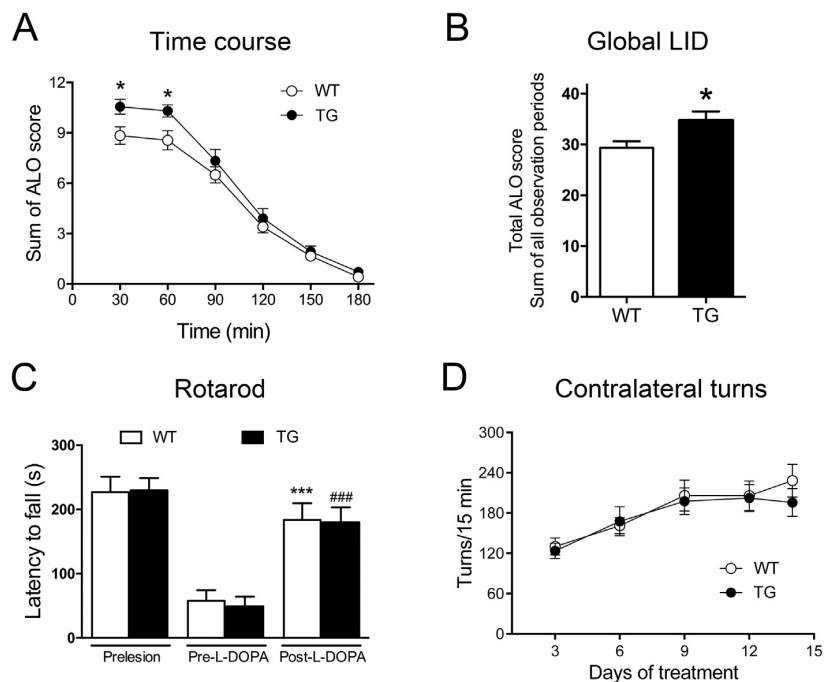 A
Time course
Sum of ALO score
12
9
6
3
0
* *
WT
TG
0 30 60 90 120 150 180
Time (min)
B
Global LID
Total ALO score
Sum of all observation periods
40
30
20
10
0
*
WT TG
C
Rotarod
WT TG
Latency to fall (s)
300
200
100
0
*** ###
Prelesion Pre-L-DOPA Post-L-DOPA
D
Contralateral turns
Turns/15 min
300
240
180
120
60
0
WT
TG
3 6 9 12 15
Days of treatment